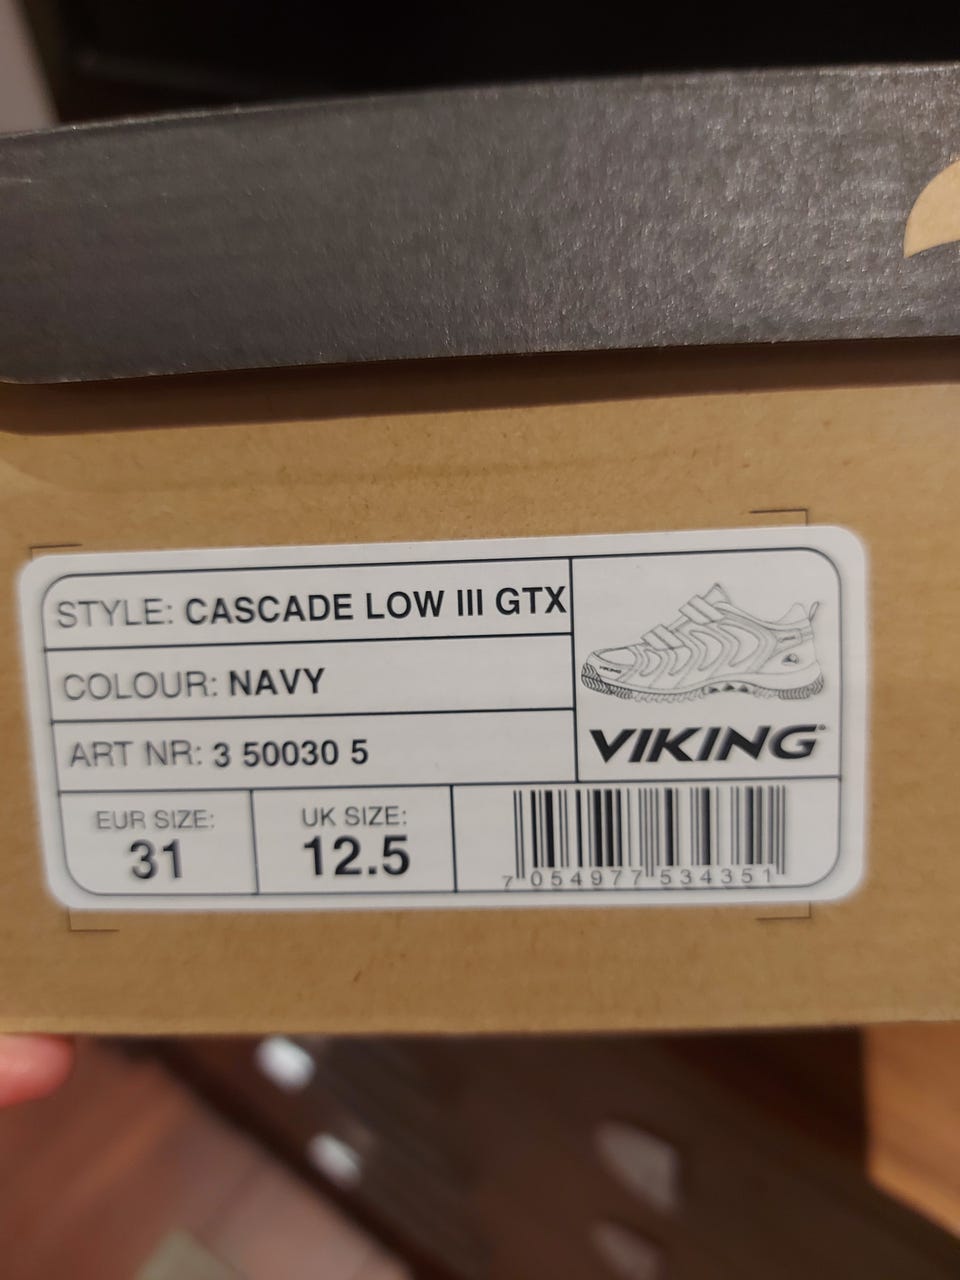 STYLE: CASCADE LOW III GTX
COLOUR: NAVY
ART NR: 3 50030 5
VIKING
VIKING
EUR SIZE:
31
UK SIZE:
12.5
7 054977 534351